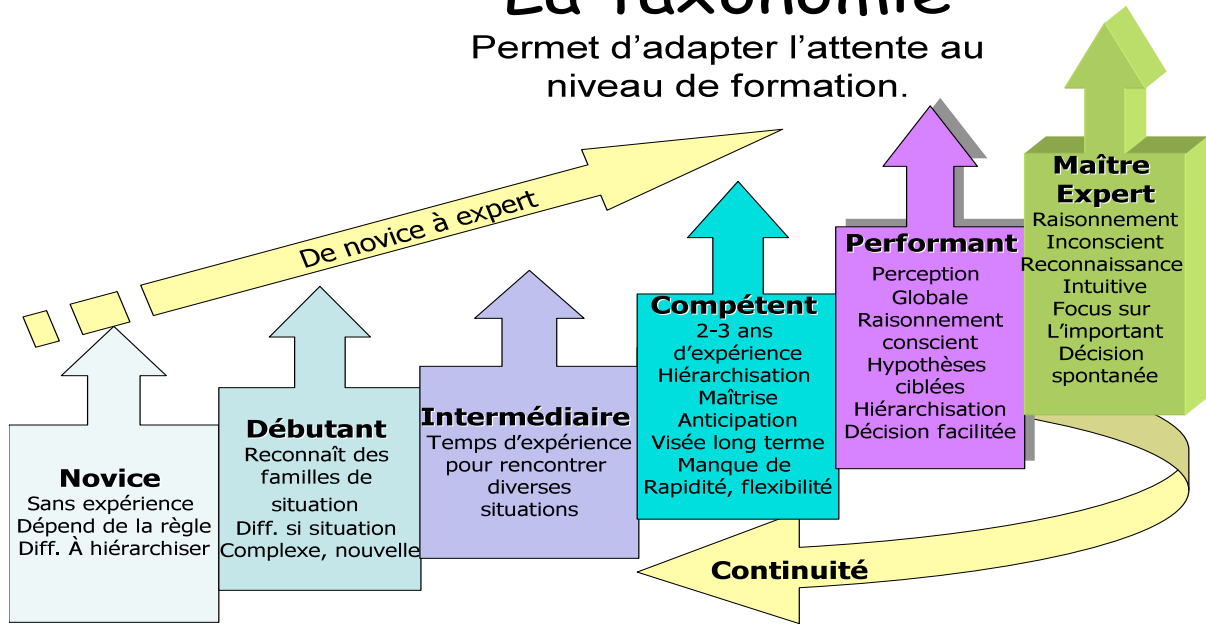 La Taxonomie
Permet d'adapter l'attente au
niveau de formation.
De novice à expert
Novice
Sans expérience
Dépend de la règle
Diff. À hiérarchiser
Débutant
Reconnaît des
familles de
situation
Diff. si situation
Complexe, nouvelle
Intermédiaire
Temps d'expérience
pour rencontrer
diverses
situations
Compétent
2-3 ans
d'expérience
Hiérarchisation
Maîtrise
Anticipation
Visée long terme
Manque de
Rapidité, flexibilité
Performant
Perception
Globale
Raisonnement
conscient
Hypothèses
ciblées
Hiérarchisation
Décision facilitée
Maître
Expert
Raisonnement
Inconscient
Reconnaissance
Intuitive
Focus sur
L'important
Décision
spontanée
Continuité